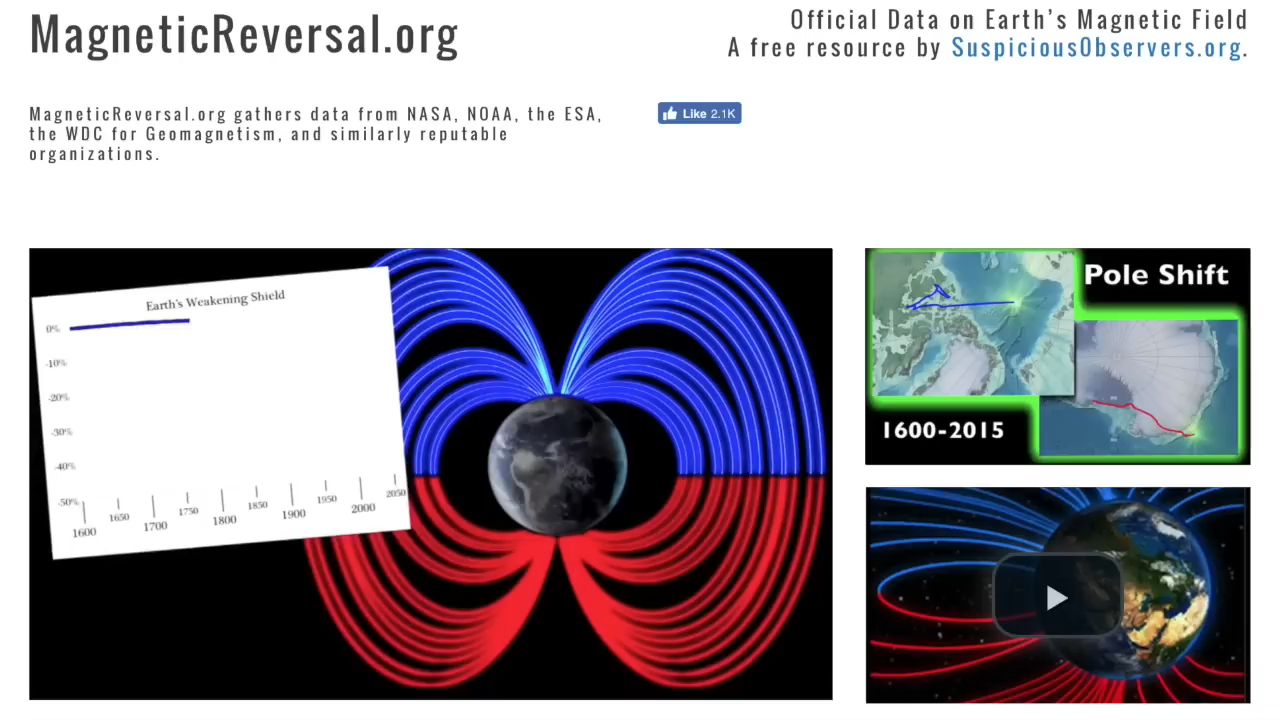 MagneticReversal.org
Official Data on Earth's Magnetic Field
A free resource by SuspiciousObservers.org.
MagneticReversal.org gathers data from NASA, NOAA, the ESA,
the WDC for Geomagnetism, and similarly reputable
organizations.
Like 2.1K
Earth's Weakening Shield
0%
-10%
-20%
-30%
-40%
-50%
1600
1650
1700
1750
1800
1850
1900
1950
2000
2050
Pole Shift
1600-2015